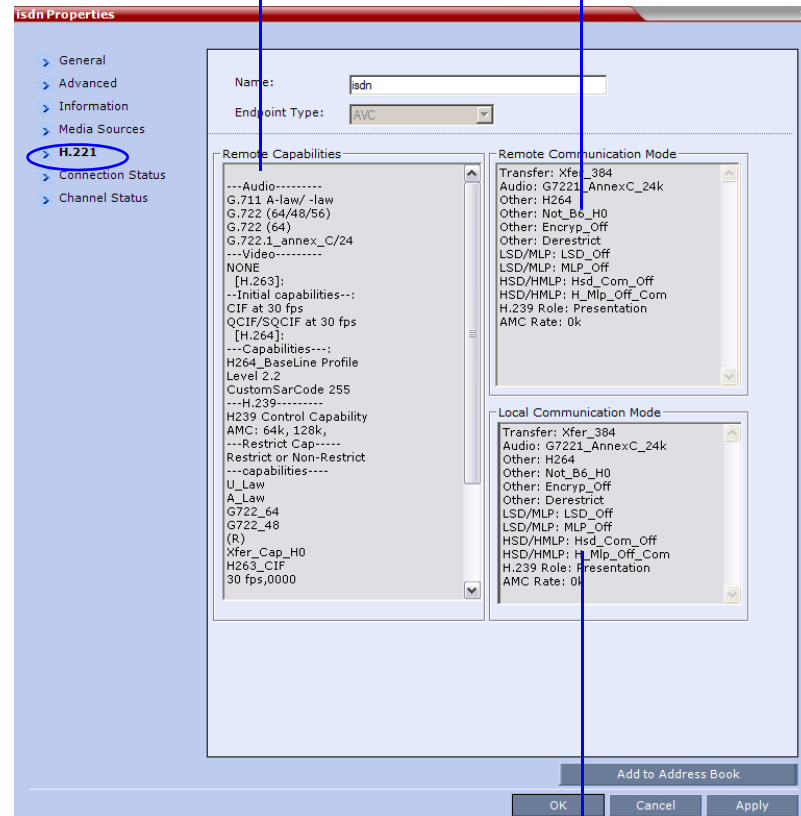 isdn Properties
General
Advanced
Information
Media Sources
H.221
Connection Status
Channel Status
Name: isdn
Endpoint Type: AVC
Remote Capabilities
---Audio---------
G.711 A-law/ -law
G.722 (64/48/56)
G.722 (64)
G.722.1_annex_C/24
---Video---------
NONE
[H.263]:
--Initial capabilities--:
CIF at 30 fps
QCIF/SQCIF at 30 fps
[H.264]:
---Capabilities---:
H264_BaseLine Profile
Level 2.2
CustomSarCode 255
---H.239---------
H239 Control Capability
AMC: 64k, 128k,
---Restrict Cap-----
Restrict or Non-Restrict
---capabilities----
U_Law
A_Law
G722_64
G722_48
(R)
Xfer_Cap_H0
H263_CIF
30 fps,0000
Remote Communication Mode
Transfer: Xfer_384
Audio: G7221_AnnexC_24k
Other: H264
Other: Not_B6_H0
Other: Encryp_Off
Other: Derestrict
LSD/MLP: LSD_Off
LSD/MLP: MLP_Off
HSD/HMLP: Hsd_Com_Off
HSD/HMLP: H_Mlp_Off_Com
H.239 Role: Presentation
AMC Rate: 0k
Local Communication Mode
Transfer: Xfer_384
Audio: G7221_AnnexC_24k
Other: H264
Other: Not_B6_H0
Other: Encryp_Off
Other: Derestrict
LSD/MLP: LSD_Off
LSD/MLP: MLP_Off
HSD/HMLP: Hsd_Com_Off
HSD/HMLP: H_Mlp_Off_Com
H.239 Role: Presentation
AMC Rate: 0k
Add to Address Book
OK Cancel Apply